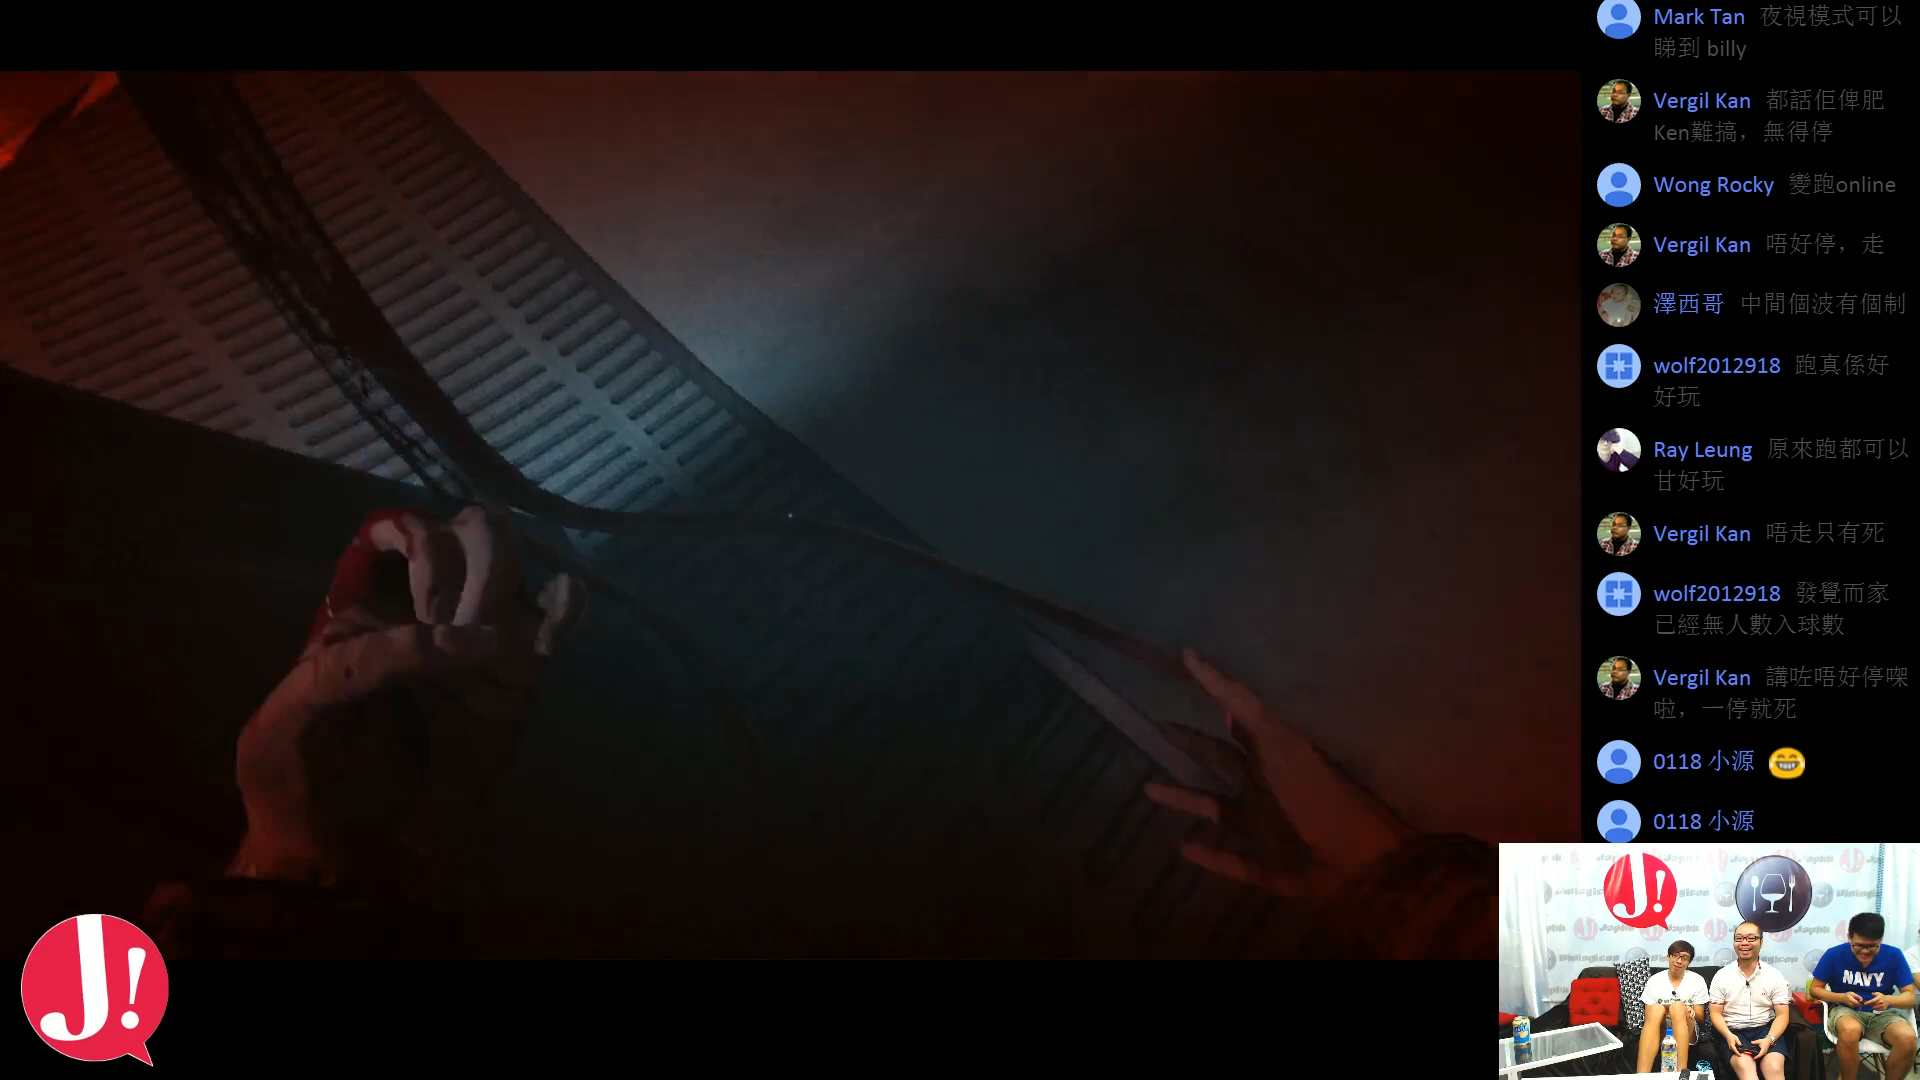 Mark Tan 夜視模式可以
睇到 billy
Vergil Kan 都話佢俾肥
Ken難搞，無得停
Wong Rocky 變跑online
Vergil Kan 唔好停，走
澤西哥 中間個波有個制
wolf2012918 跑真係好
好玩
Ray Leung 原來跑都可以
甘好玩
Vergil Kan 唔走只有死
wolf2012918 發覺而家
已經無人數入球數
Vergil Kan 講咗唔好停㗎
啦，一停就死
0118 小源 😂
0118 小源
J!
J!
NAVY